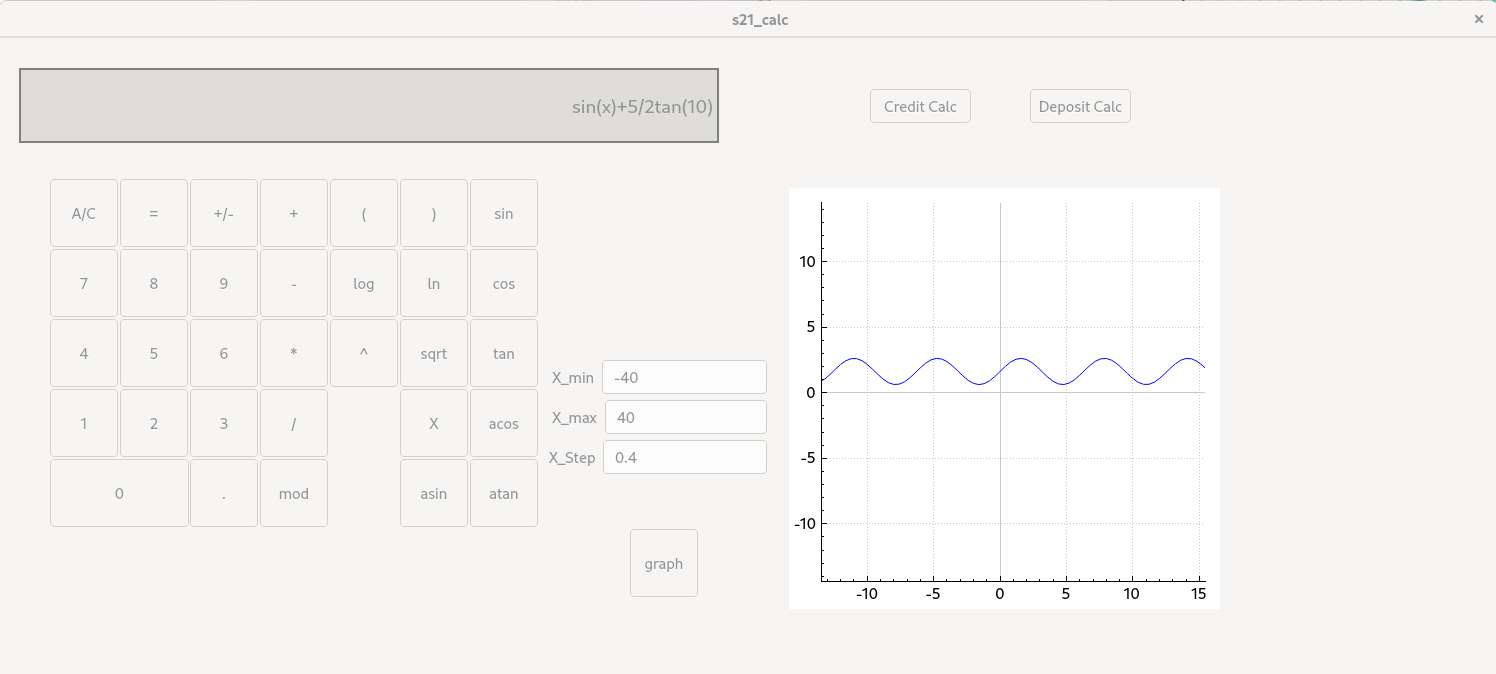 s21_calc ×
sin(x)+5/2tan(10)
Credit Calc Deposit Calc
A/C = +/- + ( ) sin
7 8 9 - log ln cos
4 5 6 * ^ sqrt tan
X_min -40
X_max 40
1 2 3 / X acos
X_Step 0.4
0 . mod asin atan
graph
10
5
0
-5
-10
-10 -5 0 5 10 15